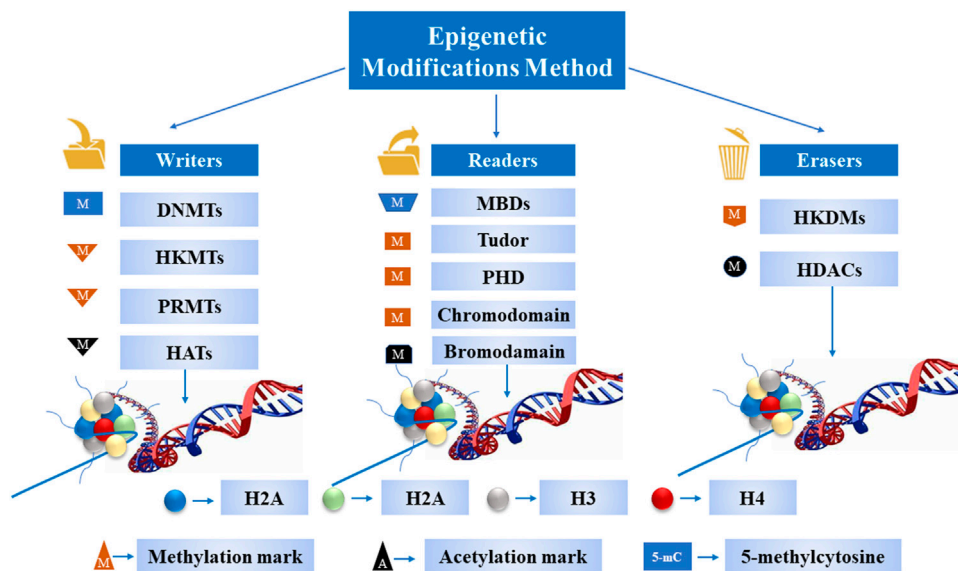 Epigenetic
Modifications Method
Writers
Readers
Erasers
M
DNMTs
M
MBDs
M
HKDMs
M
HKMTs
M
Tudor
M
HDACs
M
PRMTs
M
PHD
M
Chromodomain
M
HATs
M
Bromodamain
H2A
H2A
H3
H4
M
Methylation mark
A
Acetylation mark
5-mC
5-methylcytosine